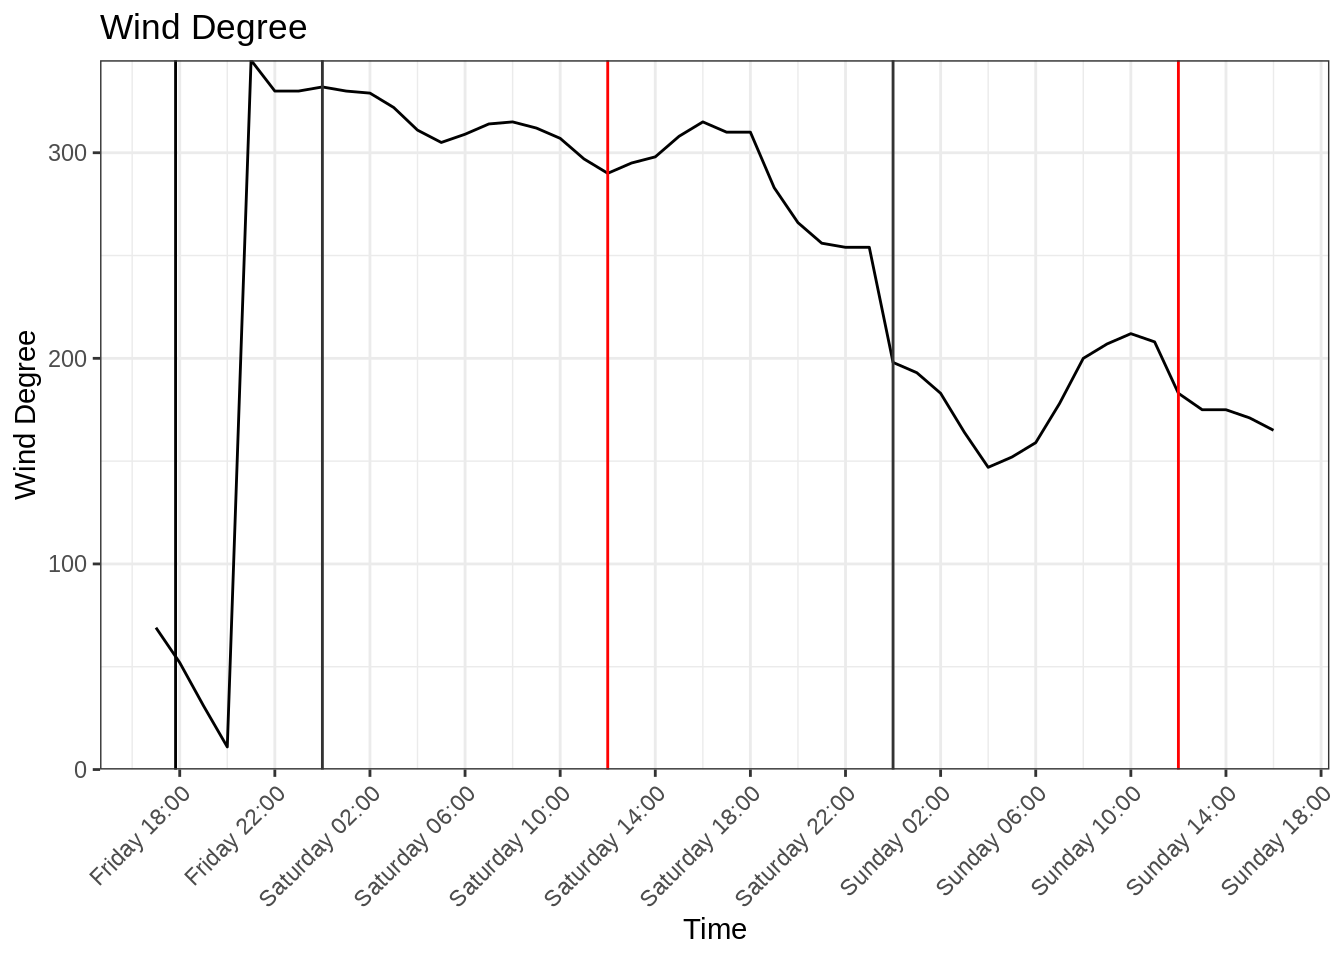 Wind Degree
Wind Degree
300
200
100
0
Friday 18:00
Friday 22:00
Saturday 02:00
Saturday 06:00
Saturday 10:00
Saturday 14:00
Saturday 18:00
Saturday 22:00
Sunday 02:00
Sunday 06:00
Sunday 10:00
Sunday 14:00
Sunday 18:00
Time